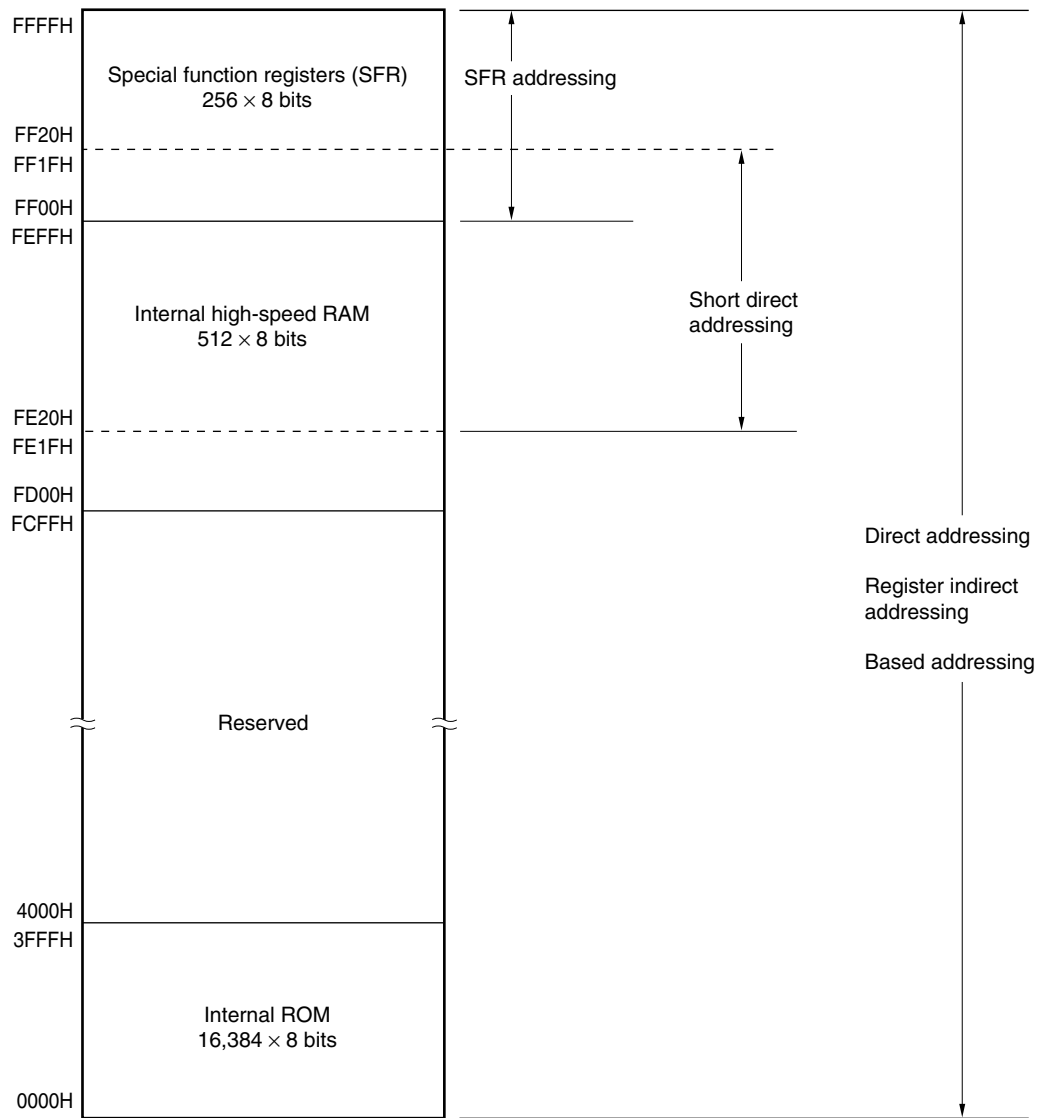 FFFFH
Special function registers (SFR)
256 × 8 bits
SFR addressing
FF20H
FF1FH
FF00H
FEFFH
Internal high-speed RAM
512 × 8 bits
Short direct
addressing
FE20H
FE1FH
FD00H
FCFFH
Direct addressing
Register indirect
addressing
Based addressing
Reserved
4000H
3FFFH
Internal ROM
16,384 × 8 bits
0000H